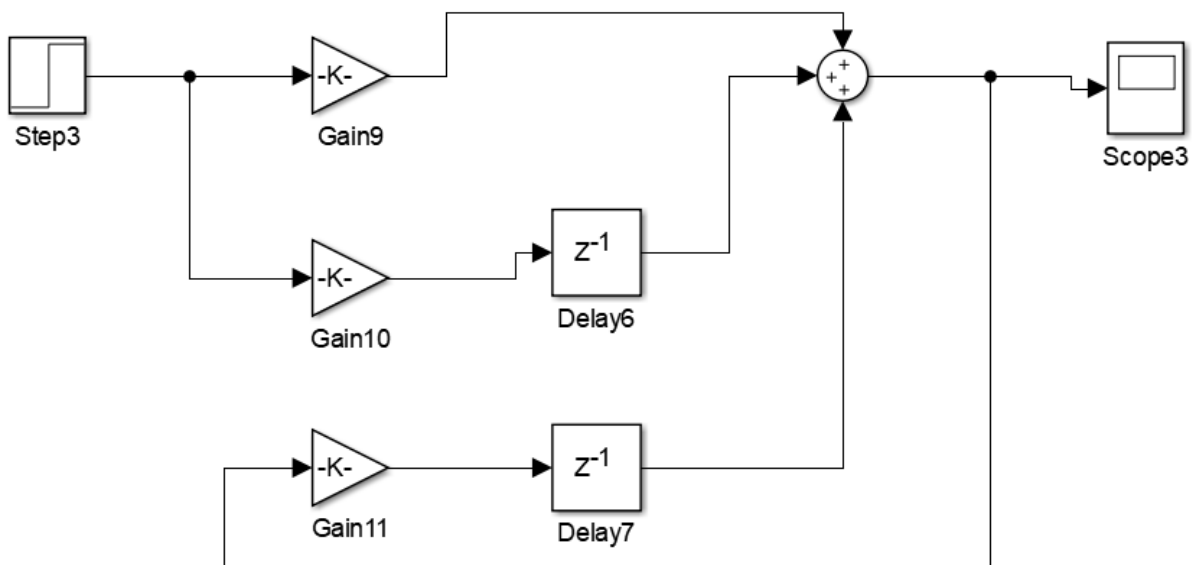 Step3
-K-
Gain9
+
+
+
Scope3
-K-
Gain10
z-1
Delay6
-K-
Gain11
z-1
Delay7